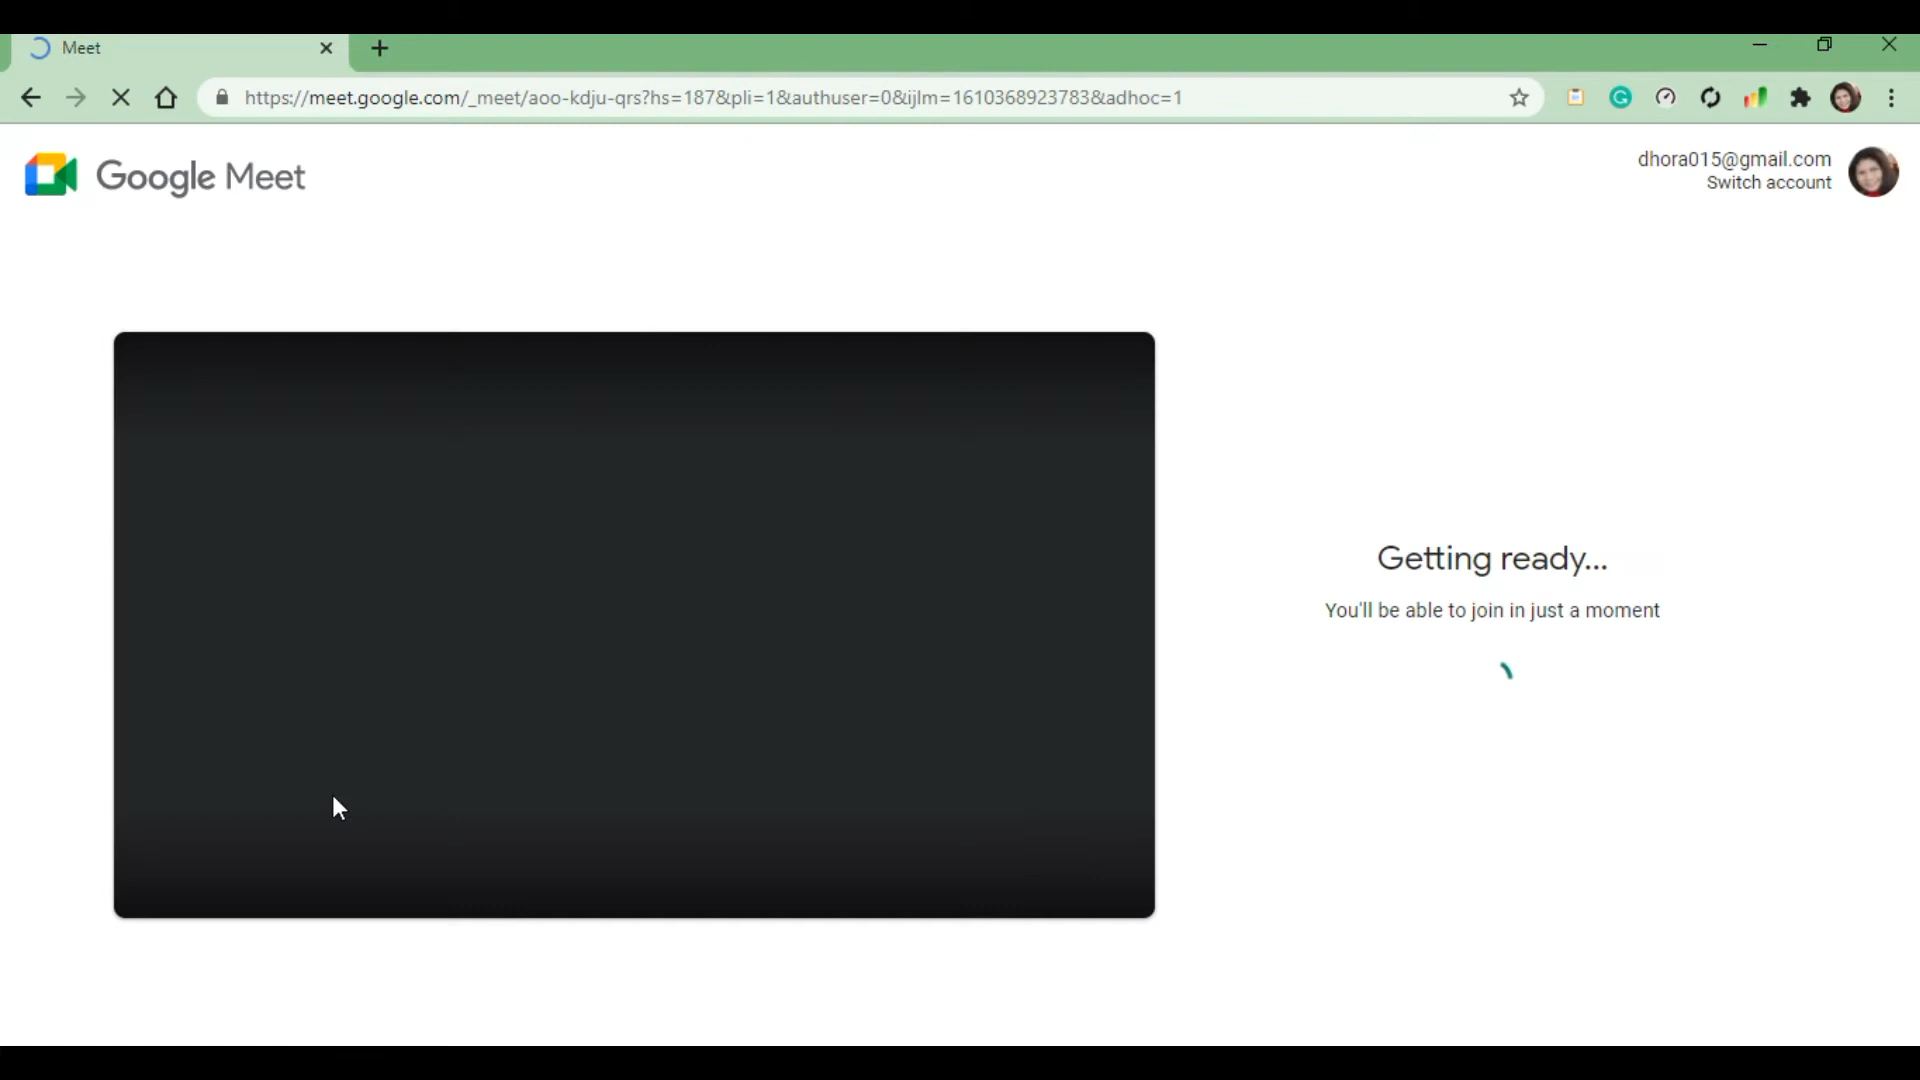 Meet
https://meet.google.com/_meet/aoo-kdju-qrs?hs=187&pli=1&authuser=0&ijlm=1610368923783&adhoc=1
Google Meet
dhora015@gmail.com
Switch account
Getting ready...
You'll be able to join in just a moment